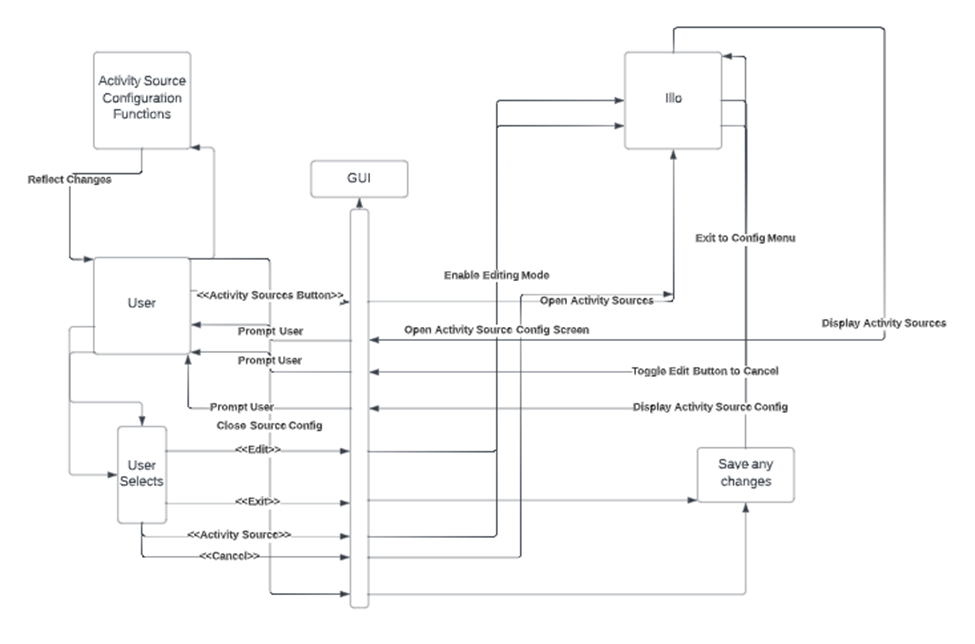 Activity Source
Configuration
Functions
Illo
Reflect Changes
GUI
Exit to Config Menu
Enable Editing Mode
User
<<Activity Sources Button>>
Open Activity Sources
Display Activity Sources
Prompt User
Open Activity Source Config Screen
Prompt User
Toggle Edit Button to Cancel
Prompt User
Display Activity Source Config
Close Source Config
<<Edit>>
User
Selects
Save any
changes
<<Exit>>
<<Activity Source>>
<<Cancel>>